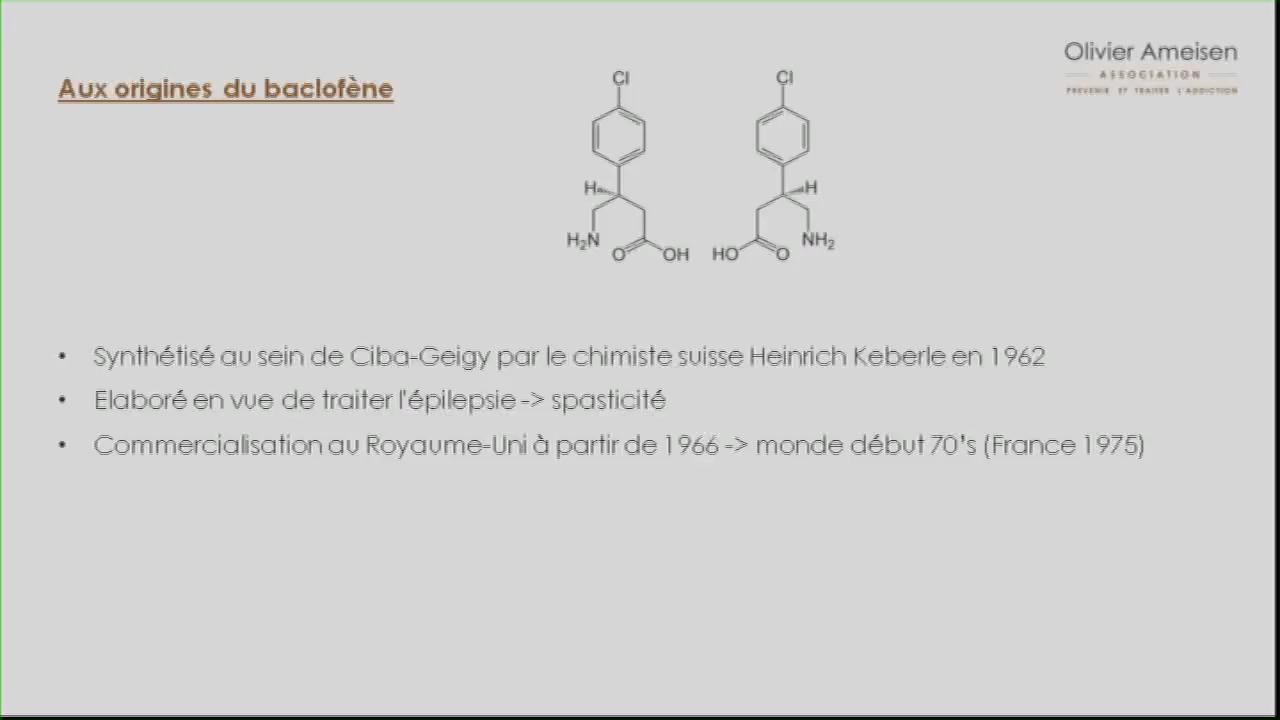 Aux origines du baclofène
Olivier Ameisen
ASSOCIATION
PRÉVENIR ET TRAITER L'ADDICTION
Cl
Cl
H
H
H₂N
O
OH
HO
O
NH₂
• Synthétisé au sein de Ciba-Geigy par le chimiste suisse Heinrich Keberle en 1962
• Elaboré en vue de traiter l'épilepsie -> spasticité
• Commercialisation au Royaume-Uni à partir de 1966 -> monde début 70's (France 1975)